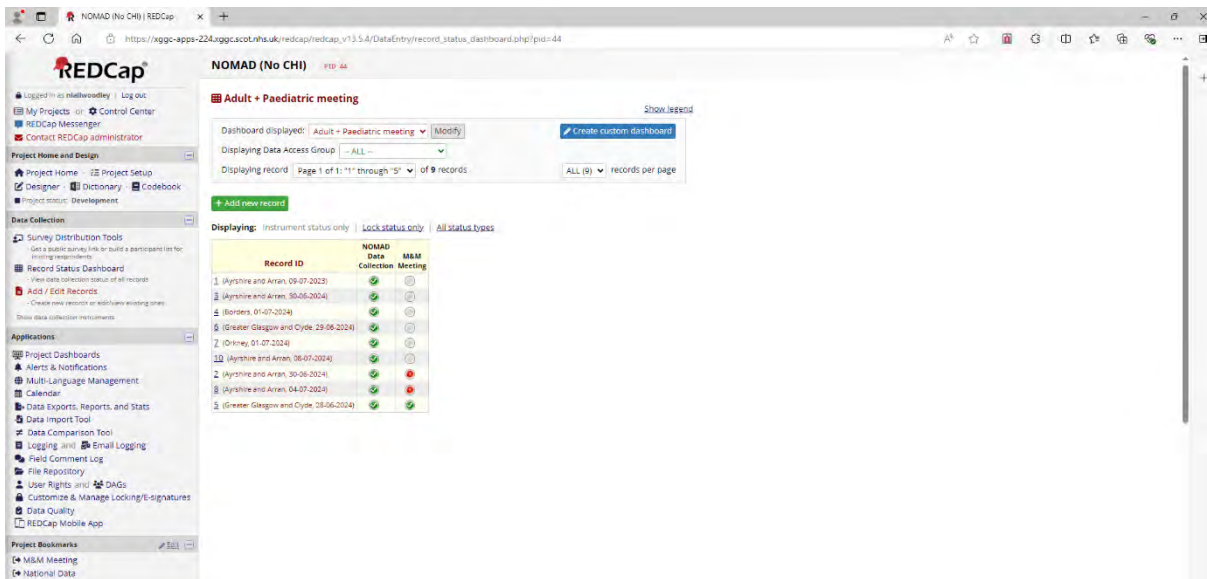 NOMAD (No CHI) | REDCap
https://xggc-apps-224.xggc.scot.nhs.uk/redcap/redcap_v13.5.4/DataEntry/record_status_dashboard.php?pid=44
REDCap
Logged in as niallwoodley | Log out
My Projects or Control Center
REDCap Messenger
Contact REDCap administrator
Project Home and Design
Project Home · Project Setup
Designer · Dictionary · Codebook
Project status: Development
Data Collection
Survey Distribution Tools
- Get a public survey link or build a participant list for
inviting respondents
Record Status Dashboard
- View data collection status of all records
Add / Edit Records
- Create new records or edit/view existing ones
Show data collection instruments
Applications
Project Dashboards
Alerts & Notifications
Multi-Language Management
Calendar
Data Exports, Reports, and Stats
Data Import Tool
Data Comparison Tool
Logging and Email Logging
Field Comment Log
File Repository
User Rights and DAGs
Customize & Manage Locking/E-signatures
Data Quality
REDCap Mobile App
Project Bookmarks Edit
M&M Meeting
National Data
NOMAD (No CHI) PID 44
Adult + Paediatric meeting
Show legend
Dashboard displayed: Adult + Paediatric meeting Modify Create custom dashboard
Displaying Data Access Group -- ALL --
Displaying record Page 1 of 1: "1" through "5" of 9 records ALL (9) records per page
+ Add new record
Displaying: Instrument status only | Lock status only | All status types
Record ID NOMAD Data Collection M&M Meeting
1 (Ayrshire and Arran, 09-07-2023)
3 (Ayrshire and Arran, 30-06-2024)
4 (Borders, 01-07-2024)
6 (Greater Glasgow and Clyde, 29-06-2024)
7 (Orkney, 01-07-2024)
10 (Ayrshire and Arran, 08-07-2024)
2 (Ayrshire and Arran, 30-06-2024)
8 (Ayrshire and Arran, 04-07-2024)
5 (Greater Glasgow and Clyde, 28-06-2024)